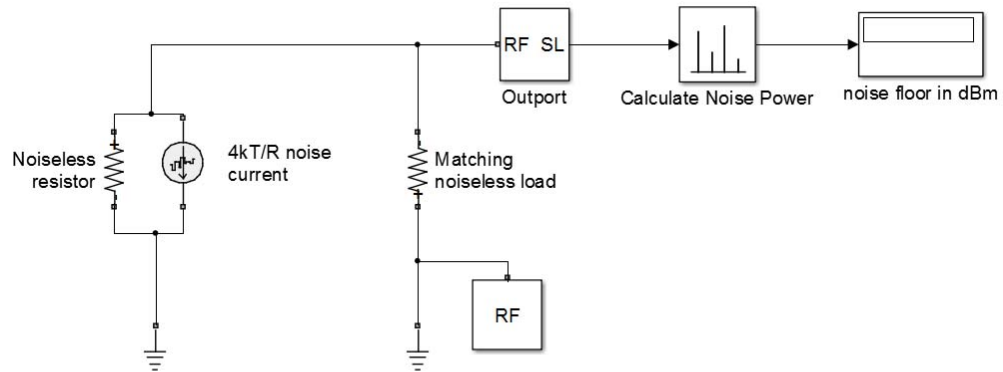 RF SL
Outport
Calculate Noise Power
noise floor in dBm
Noiseless
resistor
4kT/R noise
current
Matching
noiseless load
RF